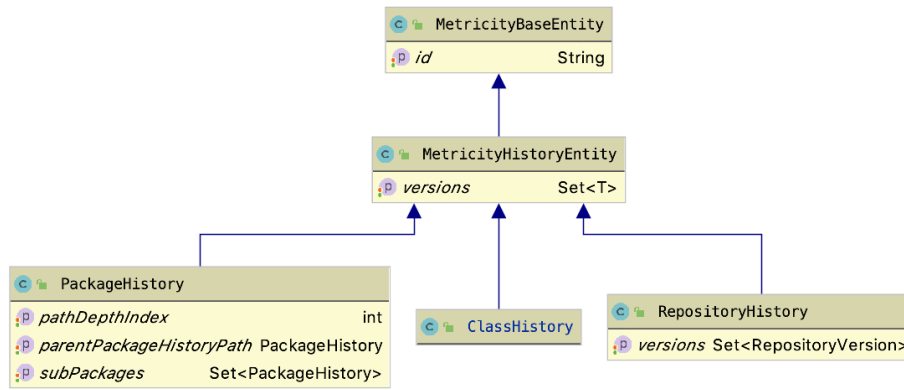 MetricityBaseEntity
id String
MetricityHistoryEntity
versions Set<T>
PackageHistory
pathDepthIndex int
parentPackageHistoryPath PackageHistory
subPackages Set<PackageHistory>
ClassHistory
RepositoryHistory
versions Set<RepositoryVersion>